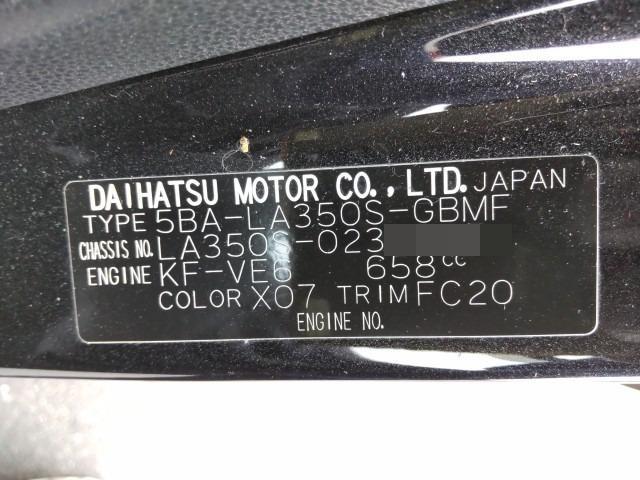 DAIHATSU MOTOR CO., LTD. JAPAN
TYPE 5BA-LA350S-GBMF
CHASSIS NO. LA350S-023
ENGINE KF-VE6 658cc
COLOR X07 TRIM FC20
ENGINE NO.